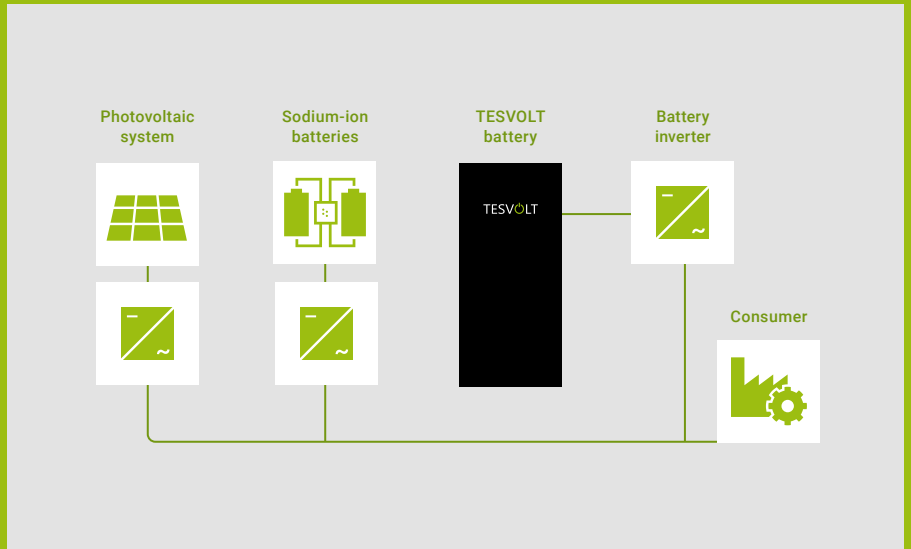 Photovoltaic
system
Sodium-ion
batteries
TESVOLT
battery
Battery
inverter
TESVOLT
Consumer